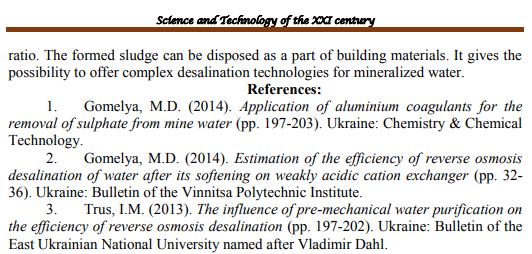 Science and Technology of the XXI century
ratio. The formed sludge can be disposed as a part of building materials. It gives the
possibility to offer complex desalination technologies for mineralized water.
References:
1. Gomelya, M.D. (2014). Application of aluminium coagulants for the
removal of sulphate from mine water (pp. 197-203). Ukraine: Chemistry & Chemical
Technology.
2. Gomelya, M.D. (2014). Estimation of the efficiency of reverse osmosis
desalination of water after its softening on weakly acidic cation exchanger (pp. 32-
36). Ukraine: Bulletin of the Vinnitsa Polytechnic Institute.
3. Trus, I.M. (2013). The influence of pre-mechanical water purification on
the efficiency of reverse osmosis desalination (pp. 197-202). Ukraine: Bulletin of the
East Ukrainian National University named after Vladimir Dahl.